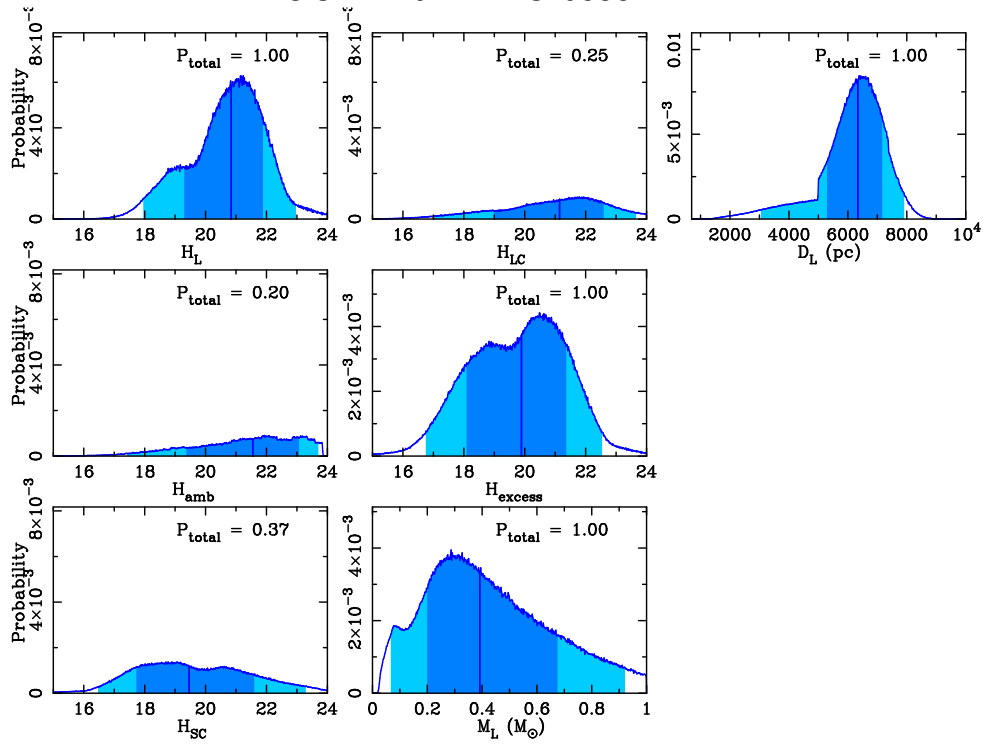 P_total = 1.00
Probability
0
4×10^-3
8×10^-3
16 18 20 22 24
H_L
P_total = 0.25
0
4×10^-3
8×10^-3
16 18 20 22 24
H_LC
P_total = 1.00
0
5×10^-3
0.01
2000 4000 6000 8000 10^4
D_L (pc)
P_total = 0.20
Probability
0
4×10^-3
8×10^-3
16 18 20 22 24
H_amb
P_total = 1.00
0
2×10^-3
4×10^-3
16 18 20 22 24
H_excess
P_total = 0.37
Probability
0
4×10^-3
8×10^-3
16 18 20 22 24
H_SC
P_total = 1.00
0
2×10^-3
4×10^-3
0 0.2 0.4 0.6 0.8 1
M_L (M_⊙)